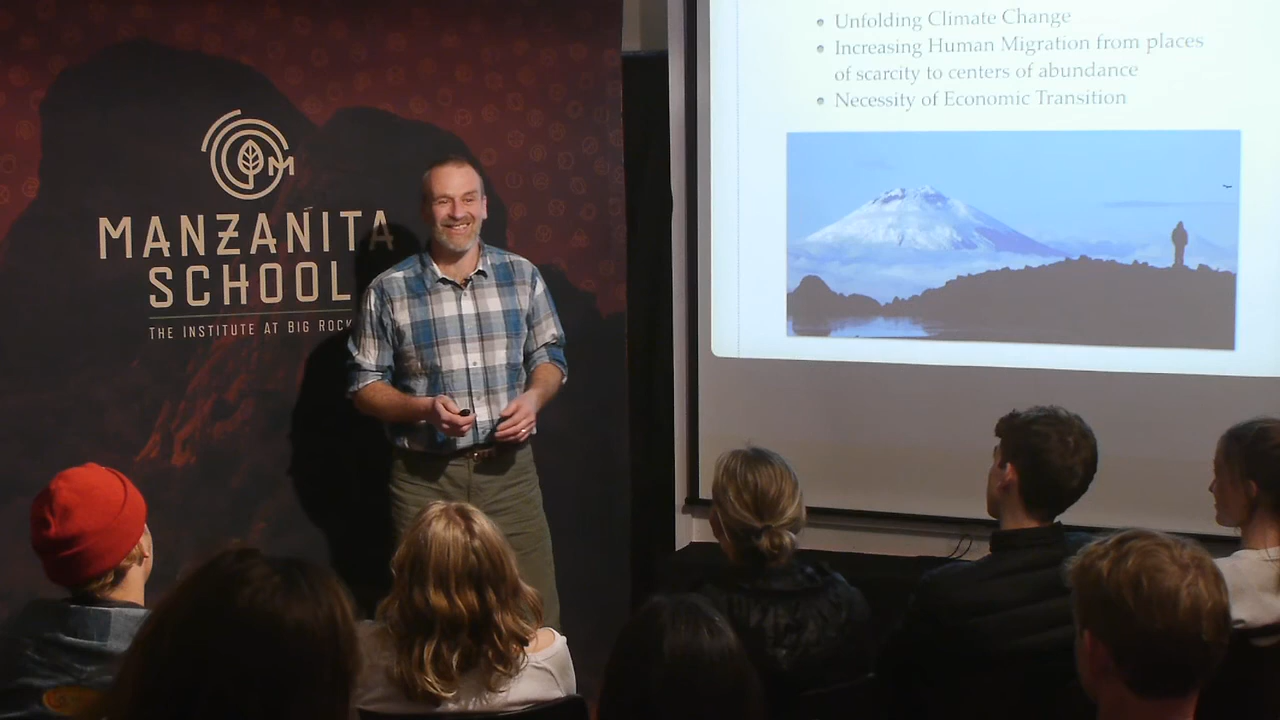 MANZANITA
SCHOOL
THE INSTITUTE AT BIG ROCK
Unfolding Climate Change
Increasing Human Migration from places
of scarcity to centers of abundance
Necessity of Economic Transition